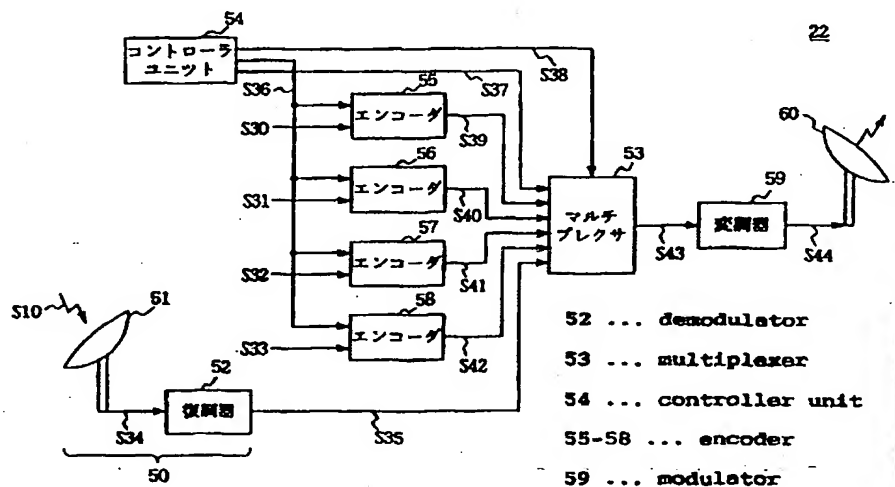 54
22
コントローラ
ユニット
S38
S36
55
S37
エンコーダ
S30
S39
60
56
53
59
エンコーダ
S31
S40
マルチ
プレクサ
変調器
57
S43
S44
エンコーダ
S32
S41
S10
51
58
エンコーダ
S33
S42
52
復調器
S34
S35
50
52 ... demodulator
53 ... multiplexer
54 ... controller unit
55-58 ... encoder
59 ... modulator